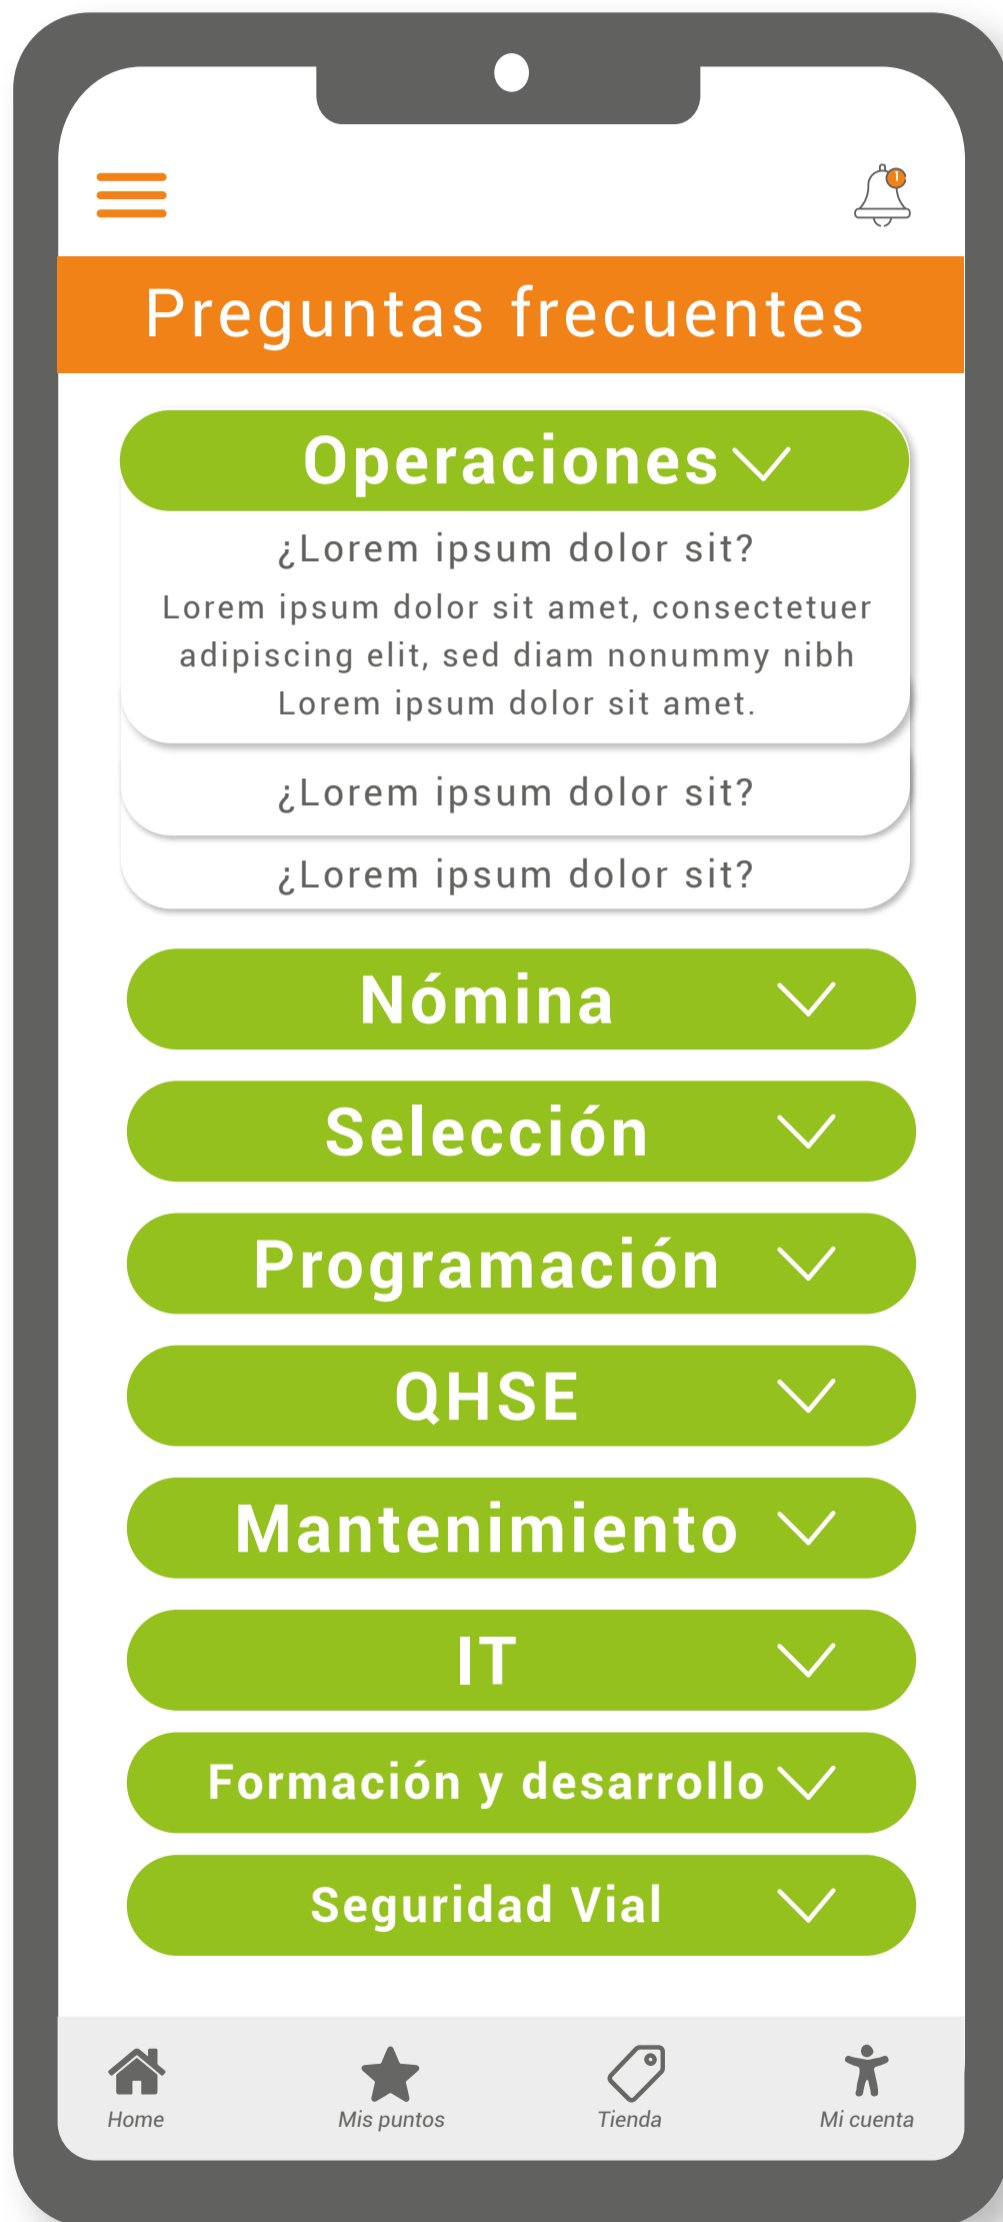 1
Preguntas frecuentes
Operaciones
¿Lorem ipsum dolor sit?
Lorem ipsum dolor sit amet, consectetuer
adipiscing elit, sed diam nonummy nibh
Lorem ipsum dolor sit amet.
¿Lorem ipsum dolor sit?
¿Lorem ipsum dolor sit?
Nómina
Selección
Programación
QHSE
Mantenimiento
IT
Formación y desarrollo
Seguridad Vial
Home
Mis puntos
Tienda
Mi cuenta